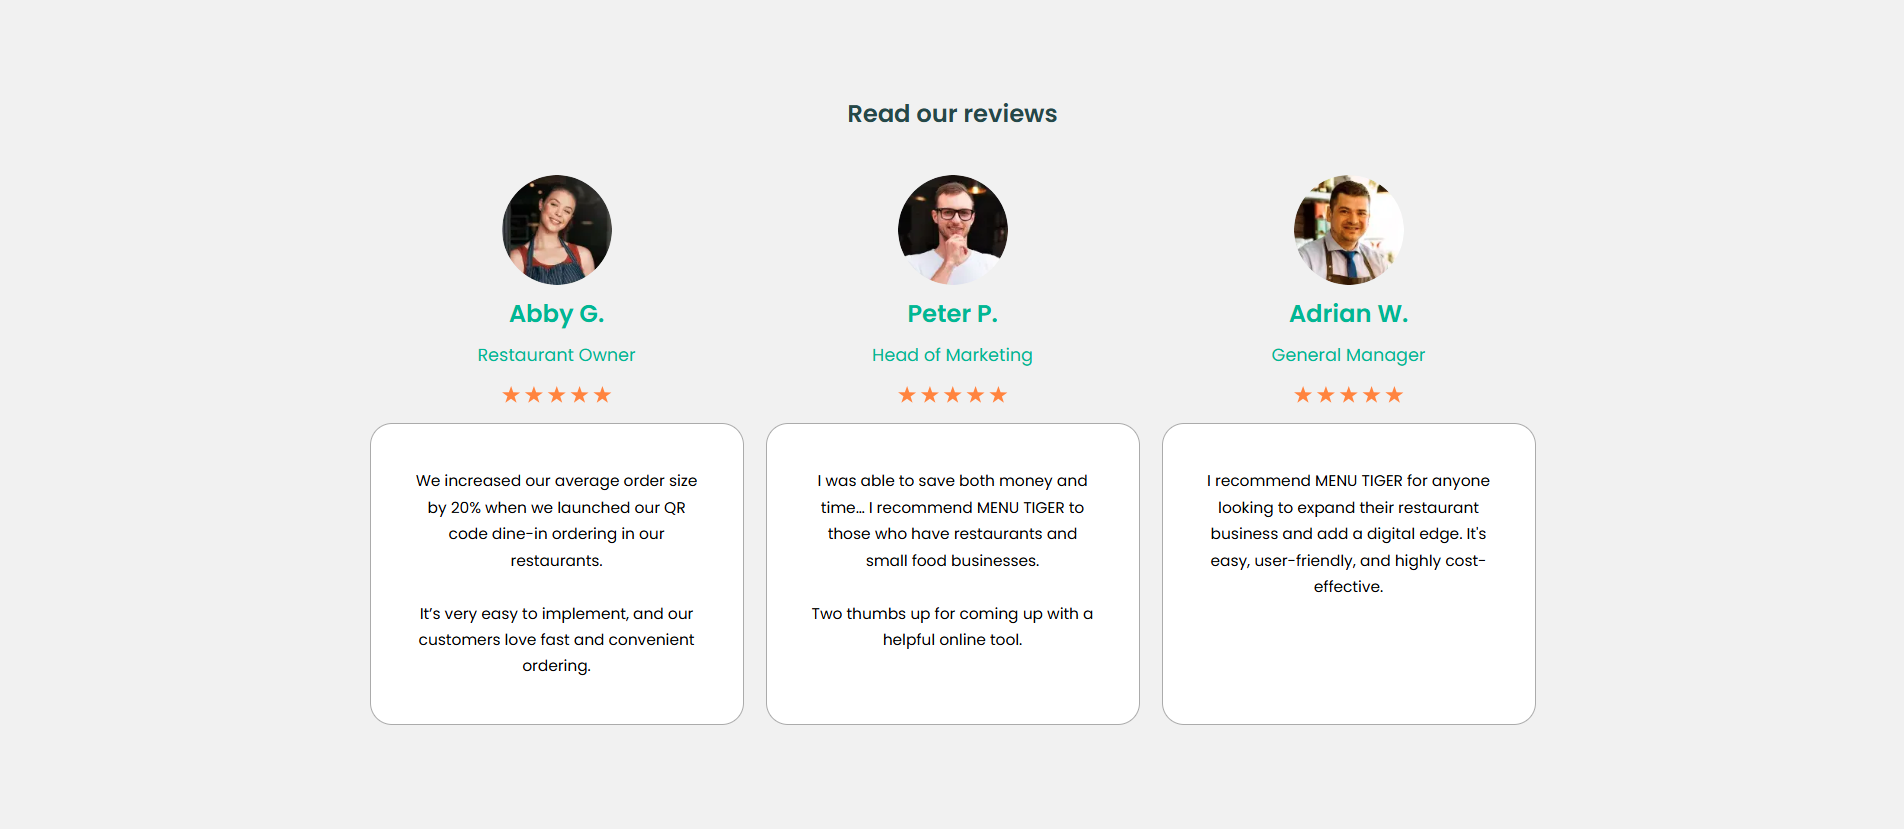 Read our reviews
Abby G.
Restaurant Owner
★★★★★
We increased our average order size
by 20% when we launched our QR
code dine-in ordering in our
restaurants.
It’s very easy to implement, and our
customers love fast and convenient
ordering.
Peter P.
Head of Marketing
★★★★★
I was able to save both money and
time... I recommend MENU TIGER to
those who have restaurants and
small food businesses.
Two thumbs up for coming up with a
helpful online tool.
Adrian W.
General Manager
★★★★★
I recommend MENU TIGER for anyone
looking to expand their restaurant
business and add a digital edge. It's
easy, user-friendly, and highly cost-
effective.